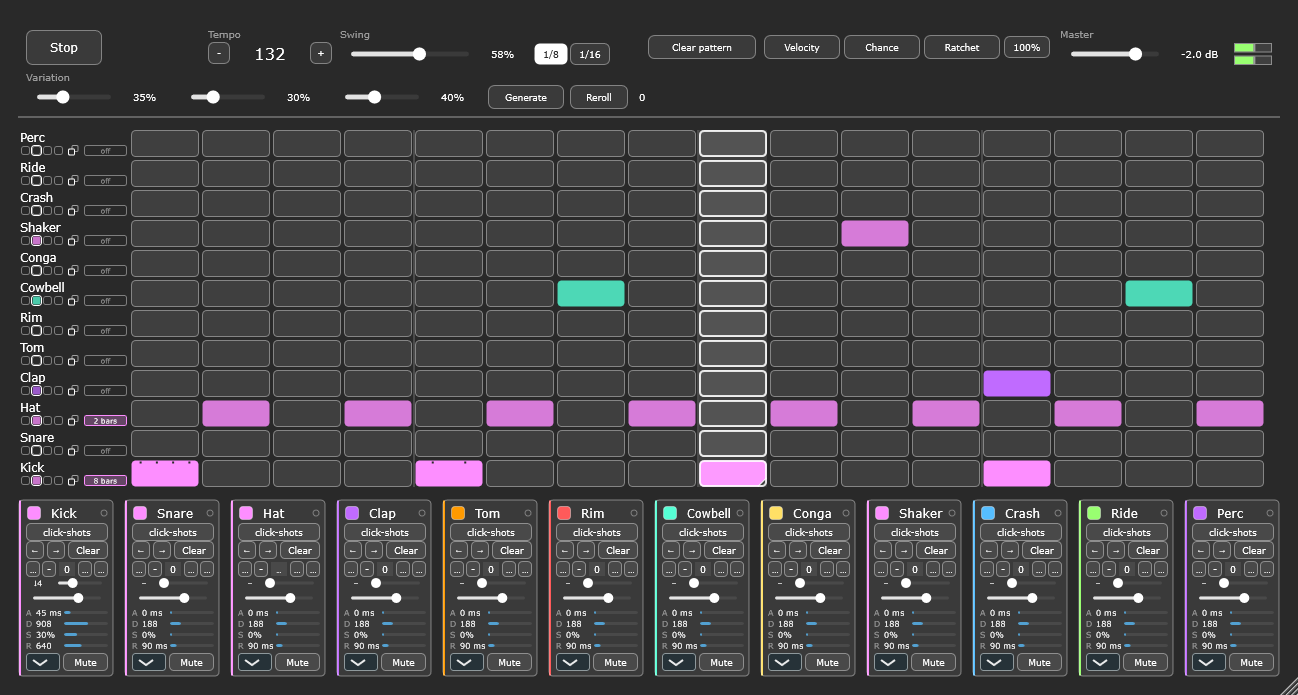 Stop
Tempo
- 132 +
Swing
58% 1/8 1/16
Clear pattern Velocity Chance Ratchet 100%
Master
-2.0 dB
Variation
35% 30% 40% Generate Reroll 0
Perc
off
Ride
off
Crash
off
Shaker
off
Conga
off
Cowbell
off
Rim
off
Tom
off
Clap
off
Hat
2 bars
Snare
off
Kick
8 bars
Kick Snare Hat Clap Tom Rim Cowbell Conga Shaker Crash Ride Perc
click-shots click-shots click-shots click-shots click-shots click-shots click-shots click-shots click-shots click-shots click-shots click-shots
← → Clear ← → Clear ← → Clear ← → Clear ← → Clear ← → Clear ← → Clear ← → Clear ← → Clear ← → Clear ← → Clear ← → Clear
... - 0 ... ... ... - 0 ... ... ... - .. ... ... ... - 0 ... ... ... - 0 ... ... ... - 0 ... ... ... - 0 ... ... ... - 0 ... ... ... - 0 ... ... ... - 0 ... ... ... - 0 ... ... ... - 0 ... ...
14 – – – – – – – – – – –
A 45 ms A 0 ms A 0 ms A 0 ms A 0 ms A 0 ms A 0 ms A 0 ms A 0 ms A 0 ms A 0 ms A 0 ms
D 908 D 188 D 188 D 188 D 188 D 188 D 188 D 188 D 188 D 188 D 188 D 188
S 30% S 0% S 0% S 0% S 0% S 0% S 0% S 0% S 0% S 0% S 0% S 0%
R 640 R 90 ms R 90 ms R 90 ms R 90 ms R 90 ms R 90 ms R 90 ms R 90 ms R 90 ms R 90 ms R 90 ms
Mute Mute Mute Mute Mute Mute Mute Mute Mute Mute Mute Mute